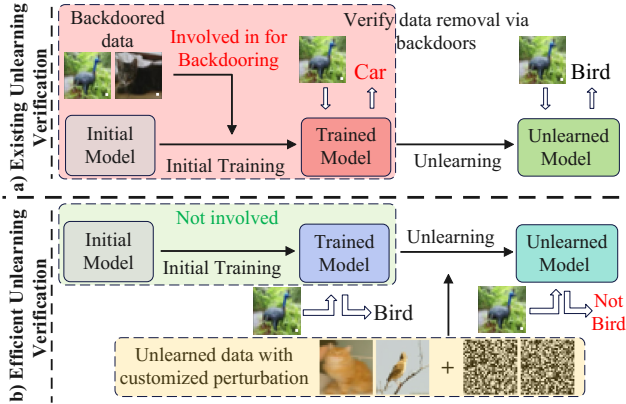 a) Existing Unlearning
Verification
Backdoored
data
Involved in for
Backdooring
Verify data removal via
backdoors
Car
Bird
Initial
Model
Initial Training
Trained
Model
Unlearning
Unlearned
Model
b) Efficient Unlearning
Verification
Not involved
Initial
Model
Initial Training
Trained
Model
Unlearning
Unlearned
Model
Bird
Not
Bird
Unlearned data with
customized perturbation
+